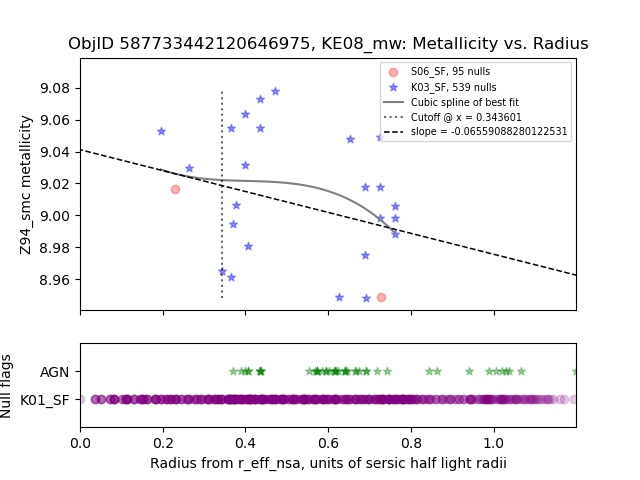 ObjID 587733442120646975, KE08_mw: Metallicity vs. Radius
S06_SF, 95 nulls
K03_SF, 539 nulls
Cubic spline of best fit
Cutoff @ x = 0.343601
slope = -0.06559088280122531
Z94_smc metallicity
9.08
9.06
9.04
9.02
9.00
8.98
8.96
Null flags
AGN
K01_SF
0.0 0.2 0.4 0.6 0.8 1.0
Radius from r_eff_nsa, units of sersic half light radii